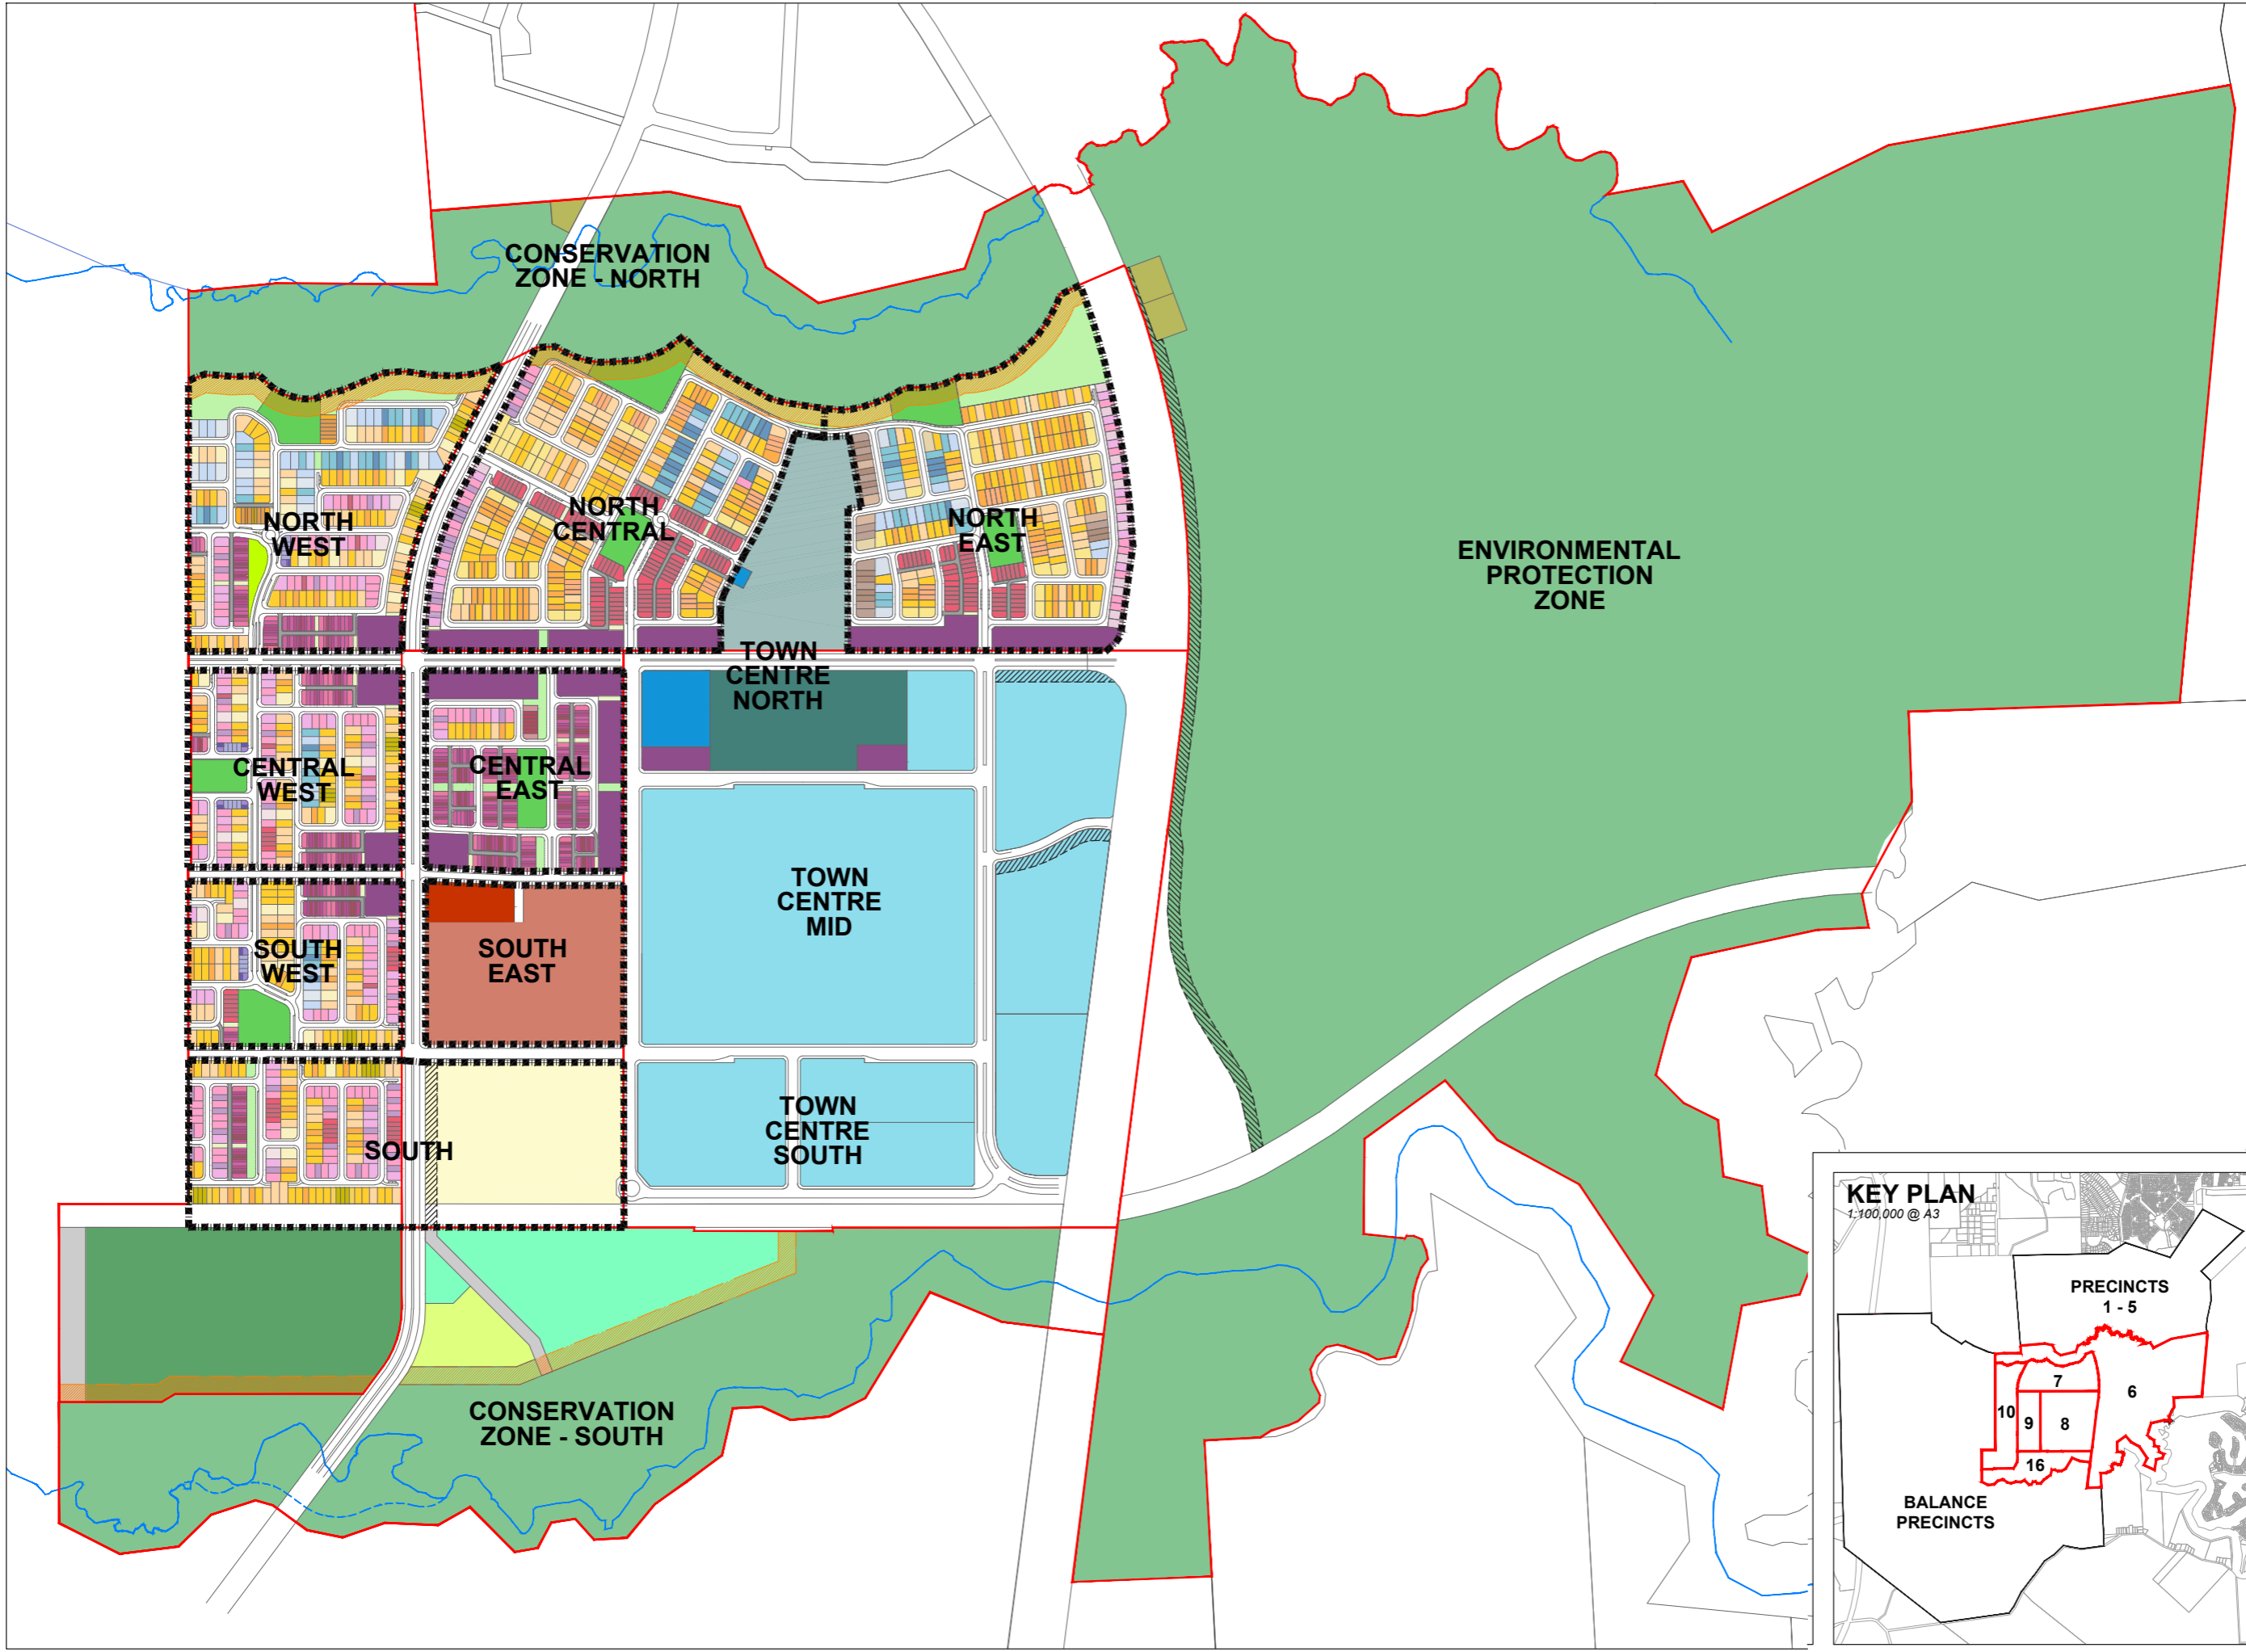 CONSERVATION
ZONE - NORTH
NORTH
WEST
NORTH
CENTRAL
NORTH
EAST
ENVIRONMENTAL
PROTECTION
ZONE
TOWN
CENTRE
NORTH
CENTRAL
WEST
CENTRAL
EAST
TOWN
CENTRE
MID
SOUTH
WEST
SOUTH
EAST
TOWN
CENTRE
SOUTH
SOUTH
CONSERVATION
ZONE - SOUTH
KEY PLAN
1:100,000 @ A3
PRECINCTS
1 - 5
7
6
10
9
8
16
BALANCE
PRECINCTS